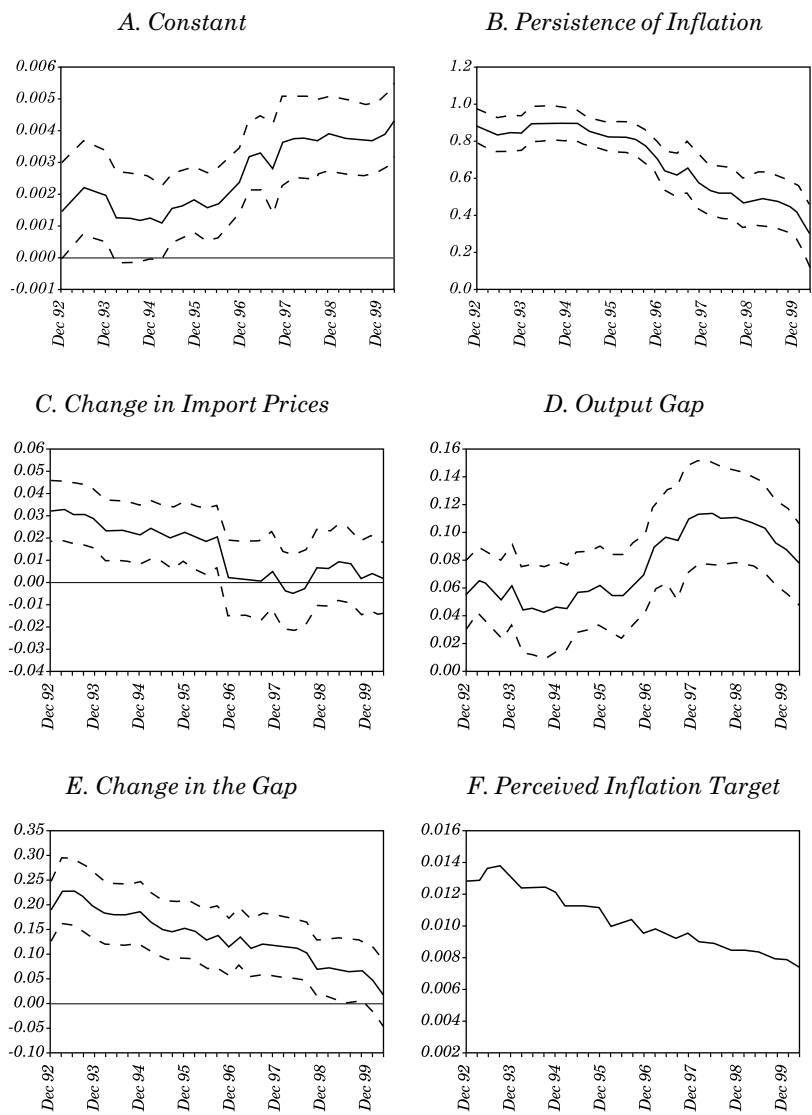 A. Constant
0.006
0.005
0.004
0.003
0.002
0.001
0.000
-0.001
Dec 92
Dec 93
Dec 94
Dec 95
Dec 96
Dec 97
Dec 98
Dec 99
B. Persistence of Inflation
1.2
1.0
0.8
0.6
0.4
0.2
0.0
Dec 92
Dec 93
Dec 94
Dec 95
Dec 96
Dec 97
Dec 98
Dec 99
C. Change in Import Prices
0.06
0.05
0.04
0.03
0.02
0.01
0.00
-0.01
-0.02
-0.03
-0.04
Dec 92
Dec 93
Dec 94
Dec 95
Dec 96
Dec 97
Dec 98
Dec 99
D. Output Gap
0.16
0.14
0.12
0.10
0.08
0.06
0.04
0.02
0.00
Dec 92
Dec 93
Dec 94
Dec 95
Dec 96
Dec 97
Dec 98
Dec 99
E. Change in the Gap
0.35
0.30
0.25
0.20
0.15
0.10
0.05
0.00
-0.05
-0.10
Dec 92
Dec 93
Dec 94
Dec 95
Dec 96
Dec 97
Dec 98
Dec 99
F. Perceived Inflation Target
0.016
0.014
0.012
0.010
0.008
0.006
0.004
0.002
Dec 92
Dec 93
Dec 94
Dec 95
Dec 96
Dec 97
Dec 98
Dec 99